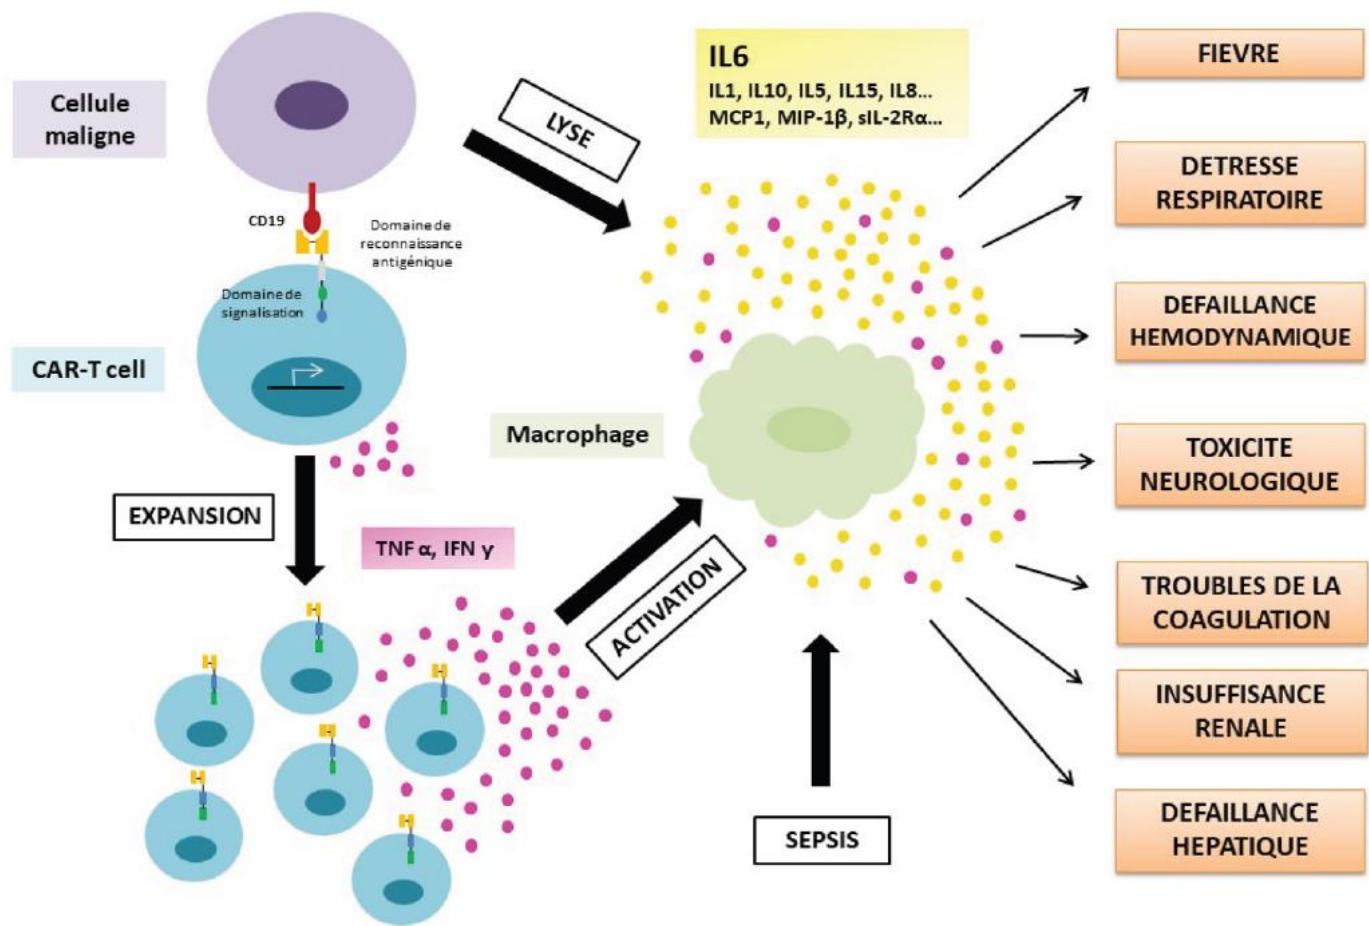 Cellule
maligne
CD19
Domaine de
reconnaissance
antigénique
Domaine de
signalisation
CAR-T cell
EXPANSION
TNF α, IFN γ
LYSE
IL6
IL1, IL10, IL5, IL15, IL8...
MCP1, MIP-1β, sIL-2Rα...
Macrophage
ACTIVATION
SEPSIS
FIEVRE
DETRESSE
RESPIRATOIRE
DEFAILLANCE
HEMODYNAMIQUE
TOXICITE
NEUROLOGIQUE
TROUBLES DE LA
COAGULATION
INSUFFISANCE
RENALE
DEFAILLANCE
HEPATIQUE